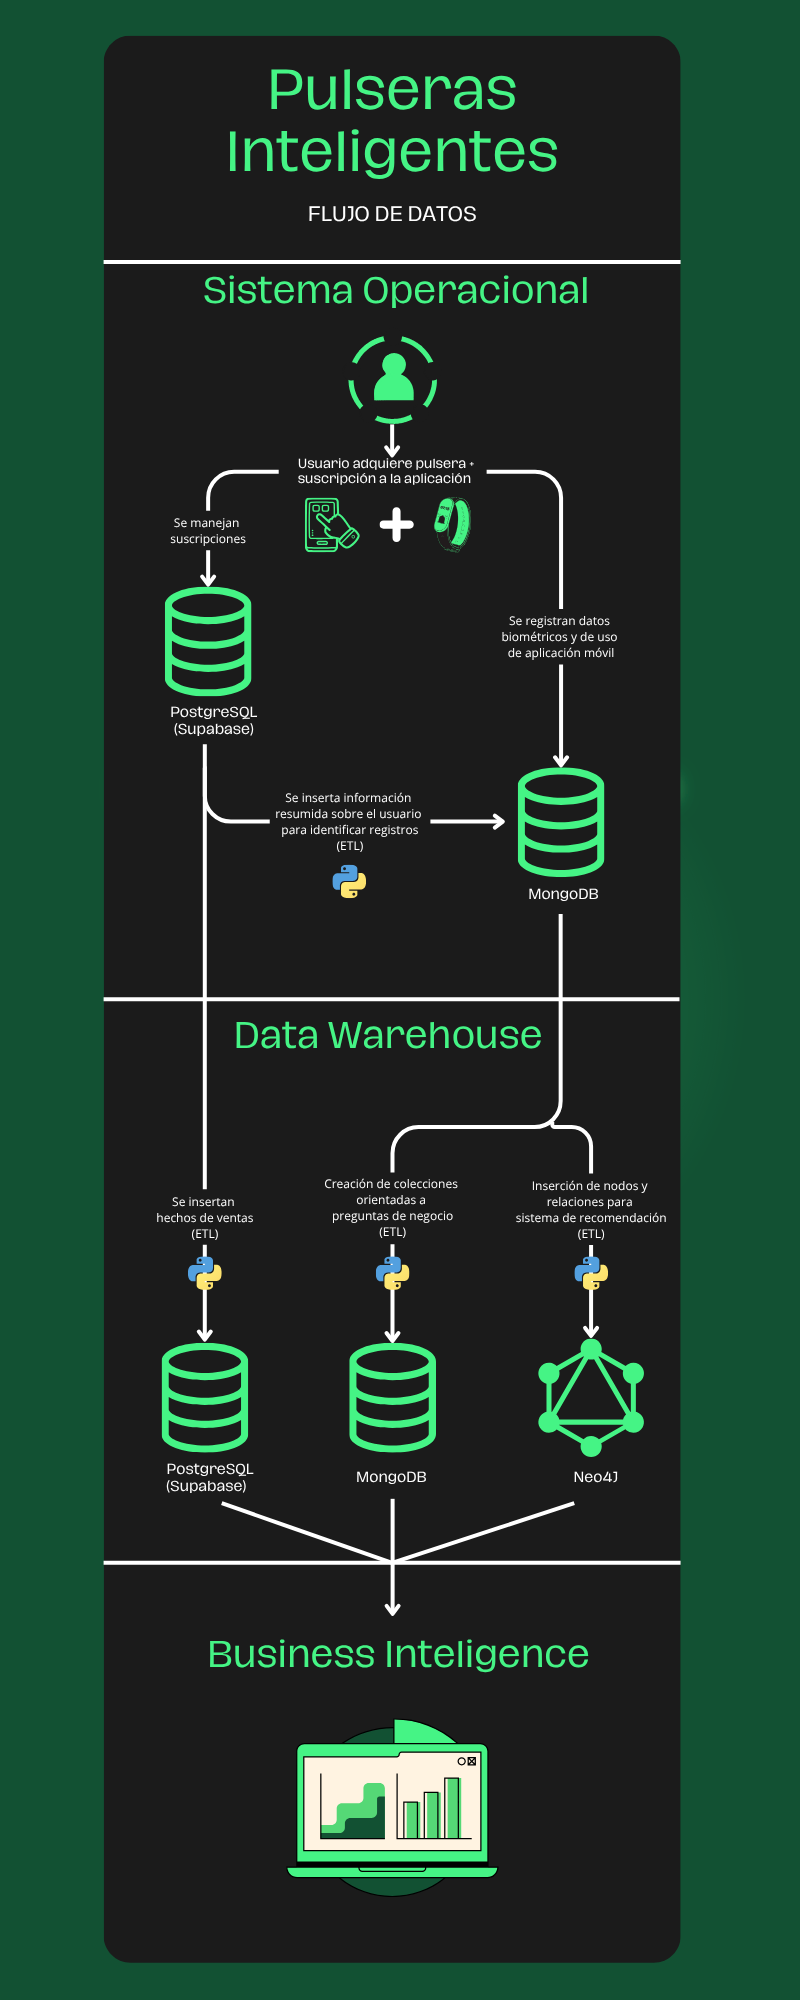 Pulseras
Inteligentes
FLUJO DE DATOS
Sistema Operacional
Usuario adquiere pulsera +
suscripción a la aplicación
Se manejan
suscripciones
Se registran datos
biométricos y de uso
de aplicación móvil
PostgreSQL
(Supabase)
Se inserta información
resumida sobre el usuario
para identificar registros
(ETL)
MongoDB
Data Warehouse
Se insertan
hechos de ventas
(ETL)
Creación de colecciones
orientadas a
preguntas de negocio
(ETL)
Inserción de nodos y
relaciones para
sistema de recomendación
(ETL)
PostgreSQL
(Supabase)
MongoDB
Neo4J
Business Inteligence